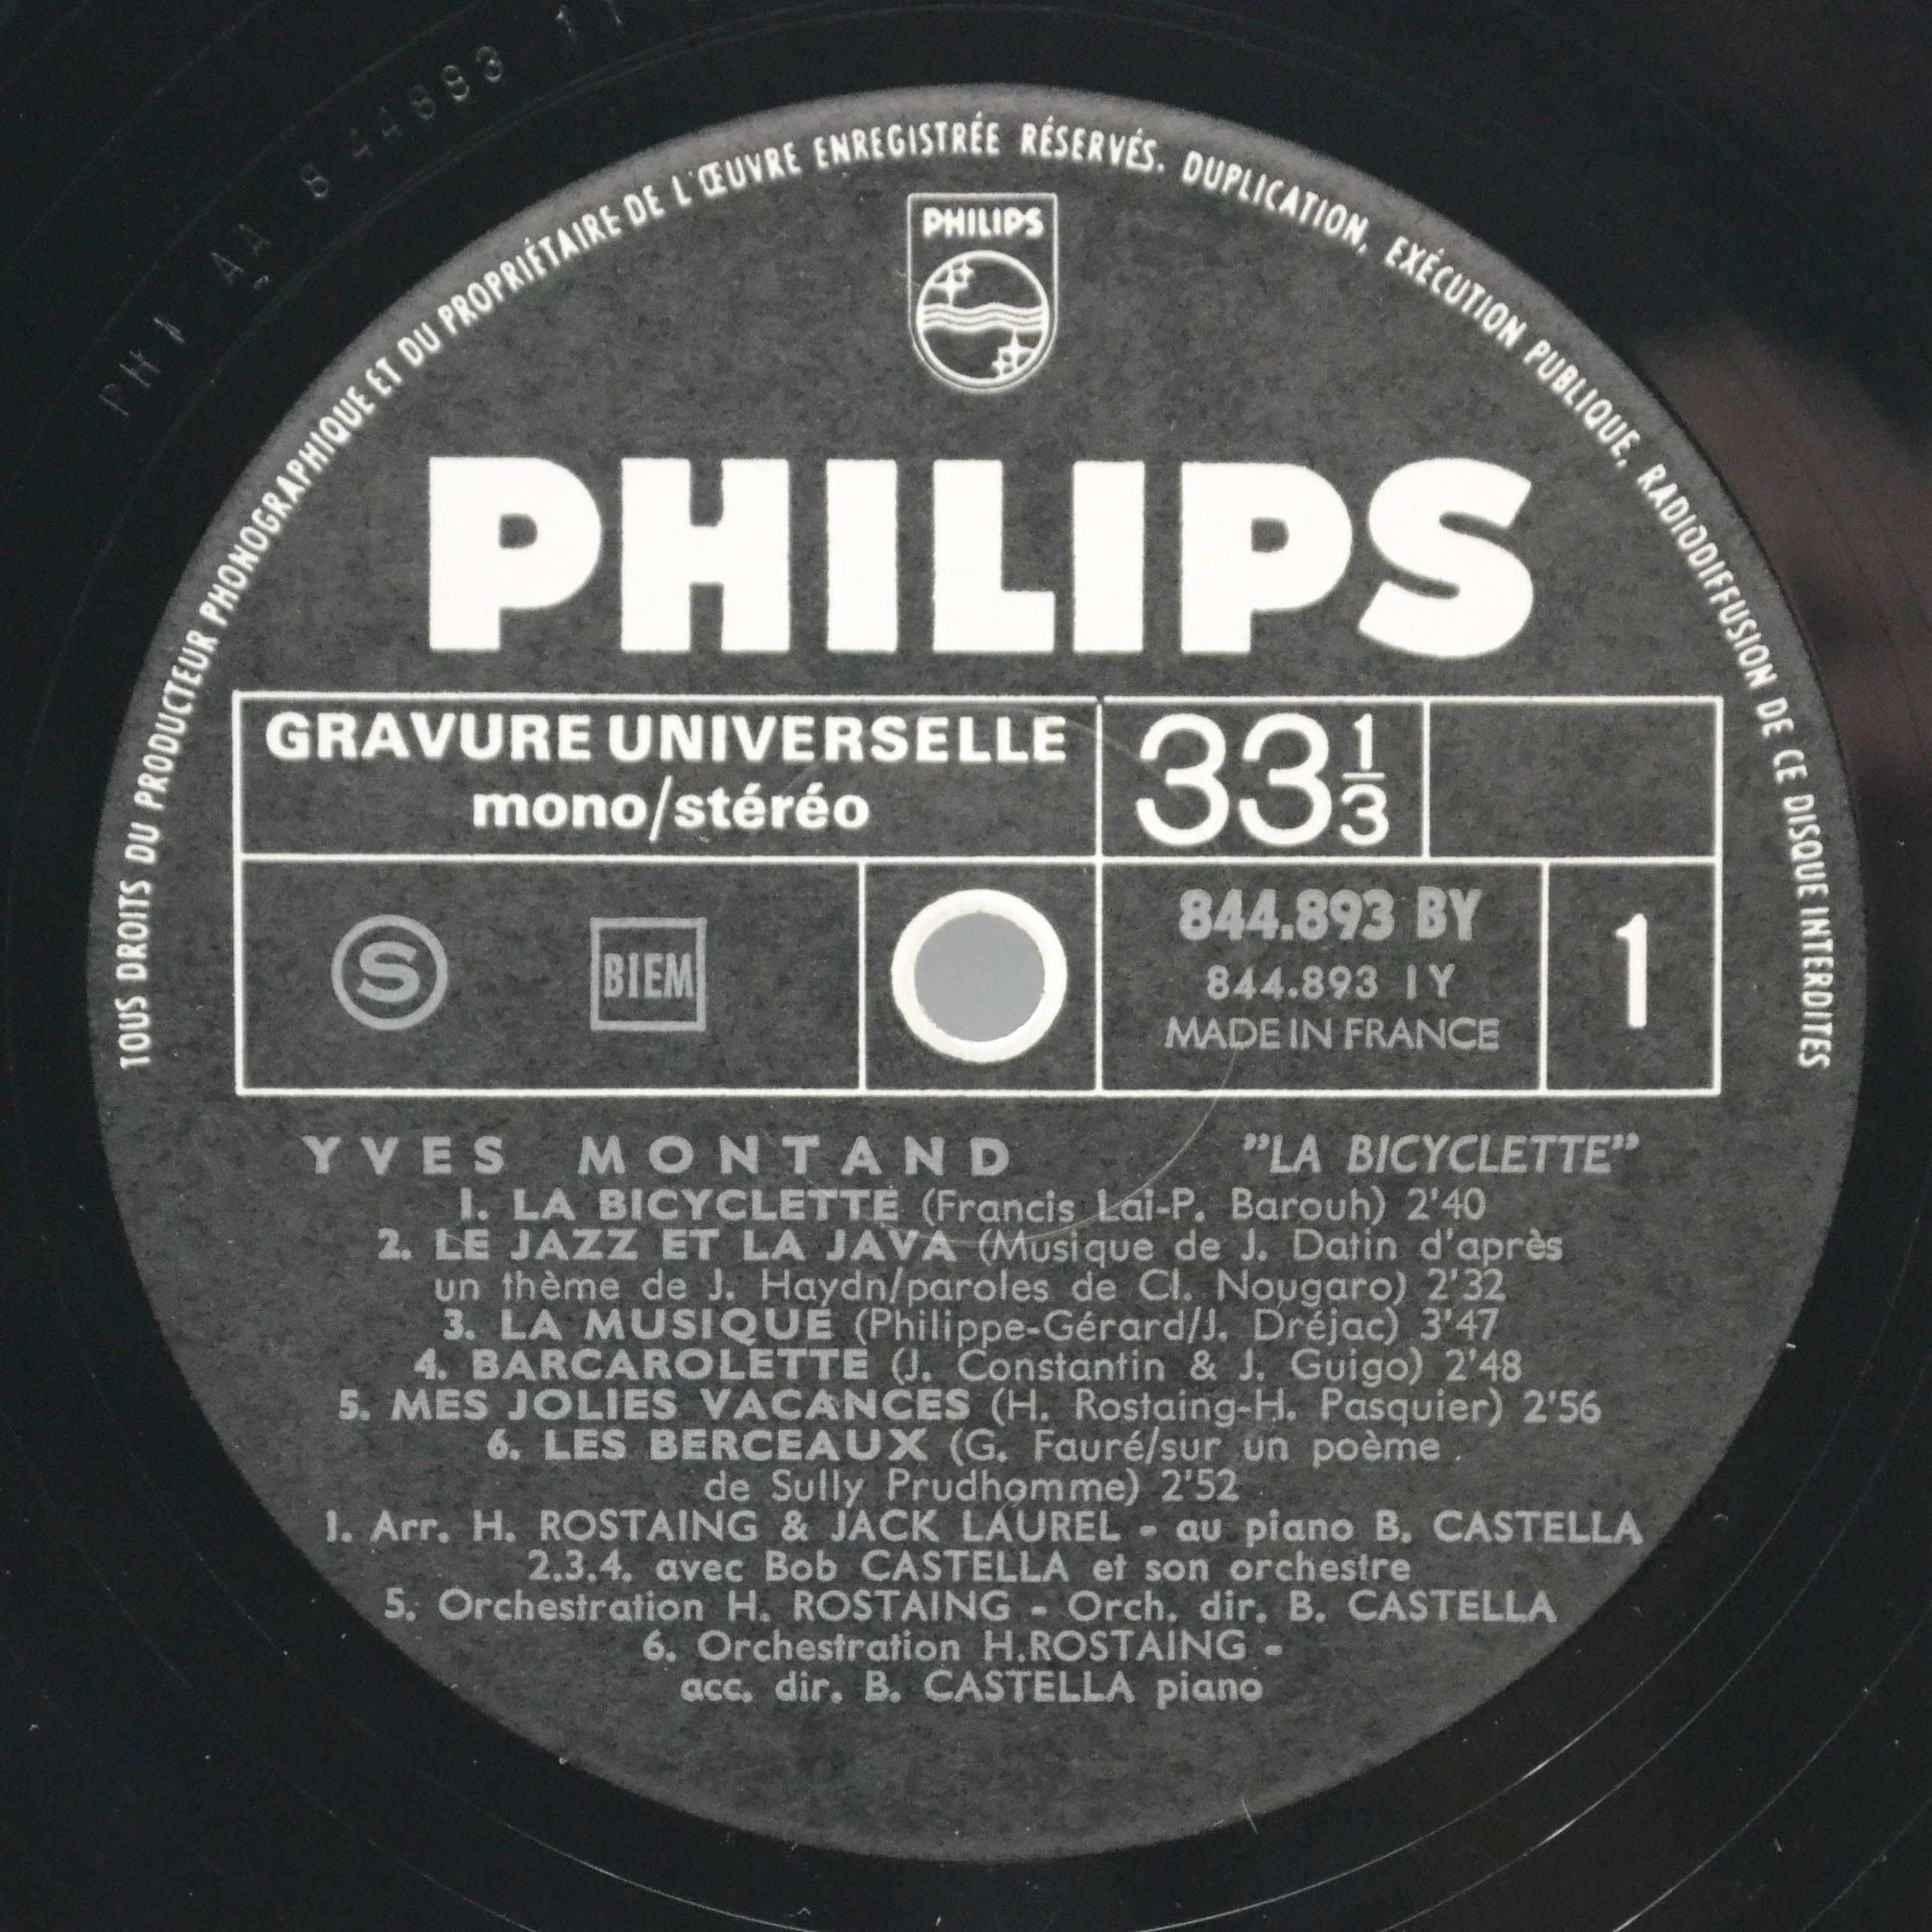 PH I AA 844893 11
TOUS DROITS DU PRODUCTEUR PHONOGRAPHIQUE ET DU PROPRIÉTAIRE DE L'ŒUVRE ENREGISTRÉE RÉSERVÉS. DUPLICATION, EXÉCUTION PUBLIQUE, RADIODIFFUSION DE CE DISQUE INTERDITES
PHILIPS
PHILIPS
GRAVURE UNIVERSELLE
mono/stéréo
33 1/3
S
BIEM
844.893 BY
844.893 1 Y
MADE IN FRANCE
1
YVES MONTAND "LA BICYCLETTE"
1. LA BICYCLETTE (Francis Lai-P. Barouh) 2'40
2. LE JAZZ ET LA JAVA (Musique de J. Datin d'après
un thème de J. Haydn/paroles de Cl. Nougaro) 2'32
3. LA MUSIQUE (Philippe-Gérard/J. Dréjac) 3'47
4. BARCAROLETTE (J. Constantin & J. Guigo) 2'48
5. MES JOLIES VACANCES (H. Rostaing-H. Pasquier) 2'56
6. LES BERCEAUX (G. Fauré/sur un poème
de Sully Prudhomme) 2'52
1. Arr. H. ROSTAING & JACK LAUREL - au piano B. CASTELLA
2.3.4. avec Bob CASTELLA et son orchestre
5. Orchestration H. ROSTAING - Orch. dir. B. CASTELLA
6. Orchestration H.ROSTAING -
acc. dir. B. CASTELLA piano